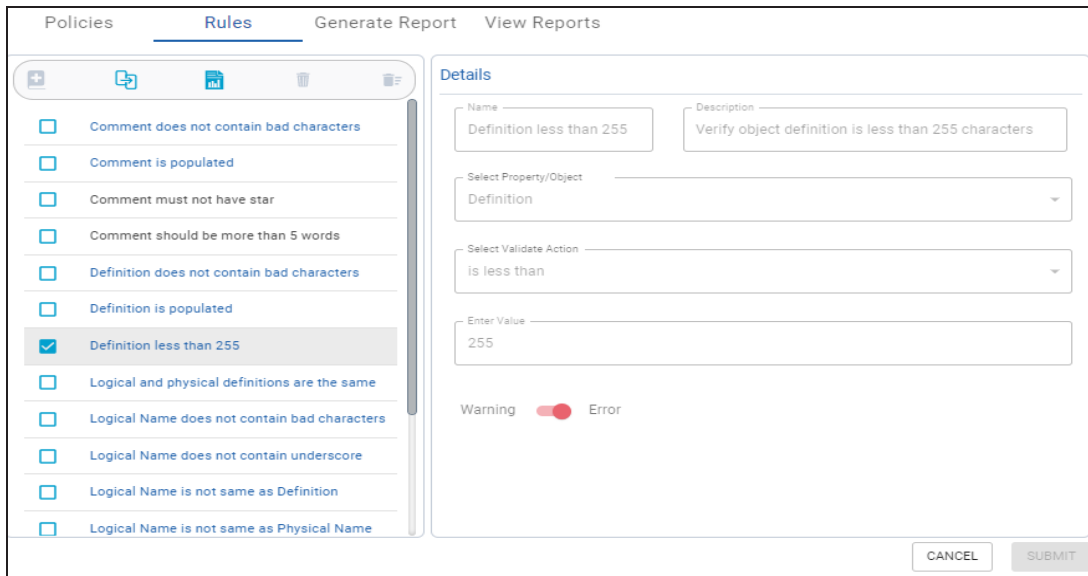 Policies Rules Generate Report View Reports
Comment does not contain bad characters
Comment is populated
Comment must not have star
Comment should be more than 5 words
Definition does not contain bad characters
Definition is populated
Definition less than 255
Logical and physical definitions are the same
Logical Name does not contain bad characters
Logical Name does not contain underscore
Logical Name is not same as Definition
Logical Name is not same as Physical Name
Details
Name
Definition less than 255
Description
Verify object definition is less than 255 characters
Select Property/Object
Definition
Select Validate Action
is less than
Enter Value
255
Warning Error
CANCEL SUBMIT